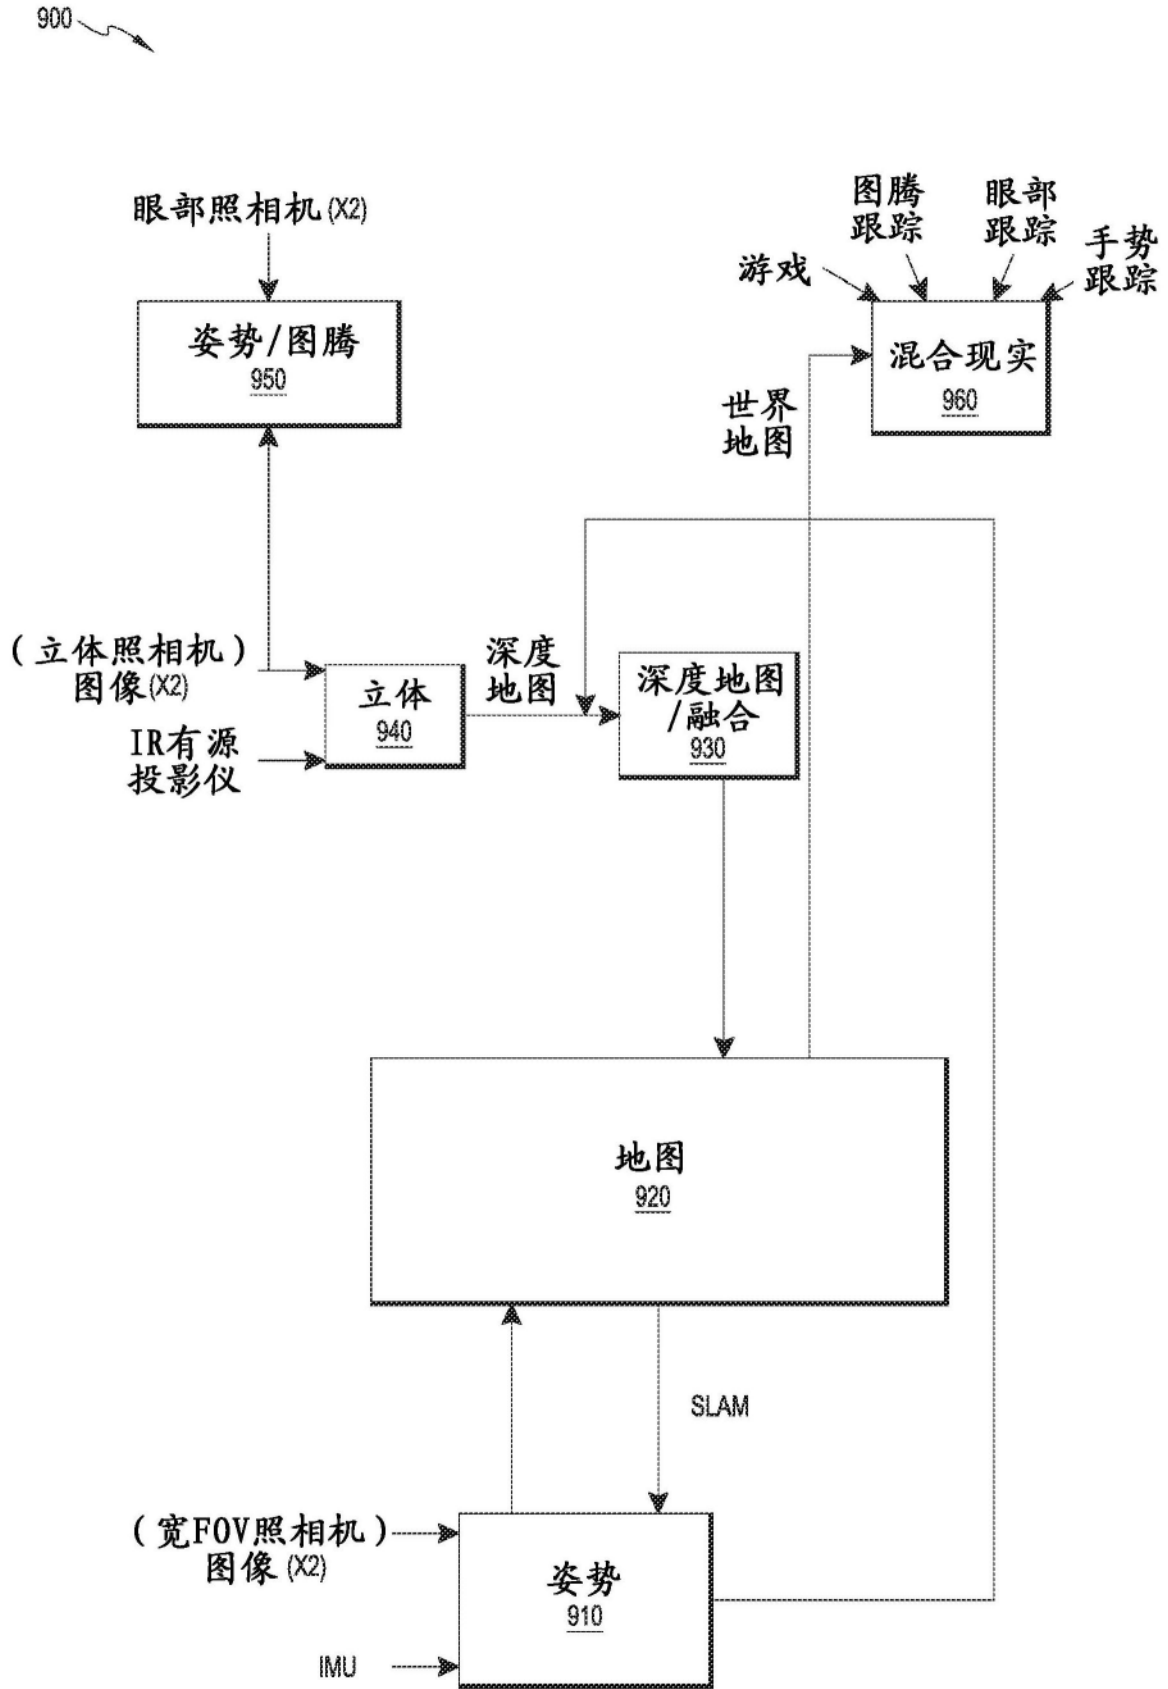 900
眼部照相机(X2)
姿势/图腾
950
图腾
跟踪
眼部
跟踪
手势
跟踪
游戏
混合现实
960
世界
地图
(立体照相机)
图像(X2)
IR有源
投影仪
立体
940
深度
地图
深度地图
/融合
930
地图
920
SLAM
(宽FOV照相机)
图像(X2)
IMU
姿势
910